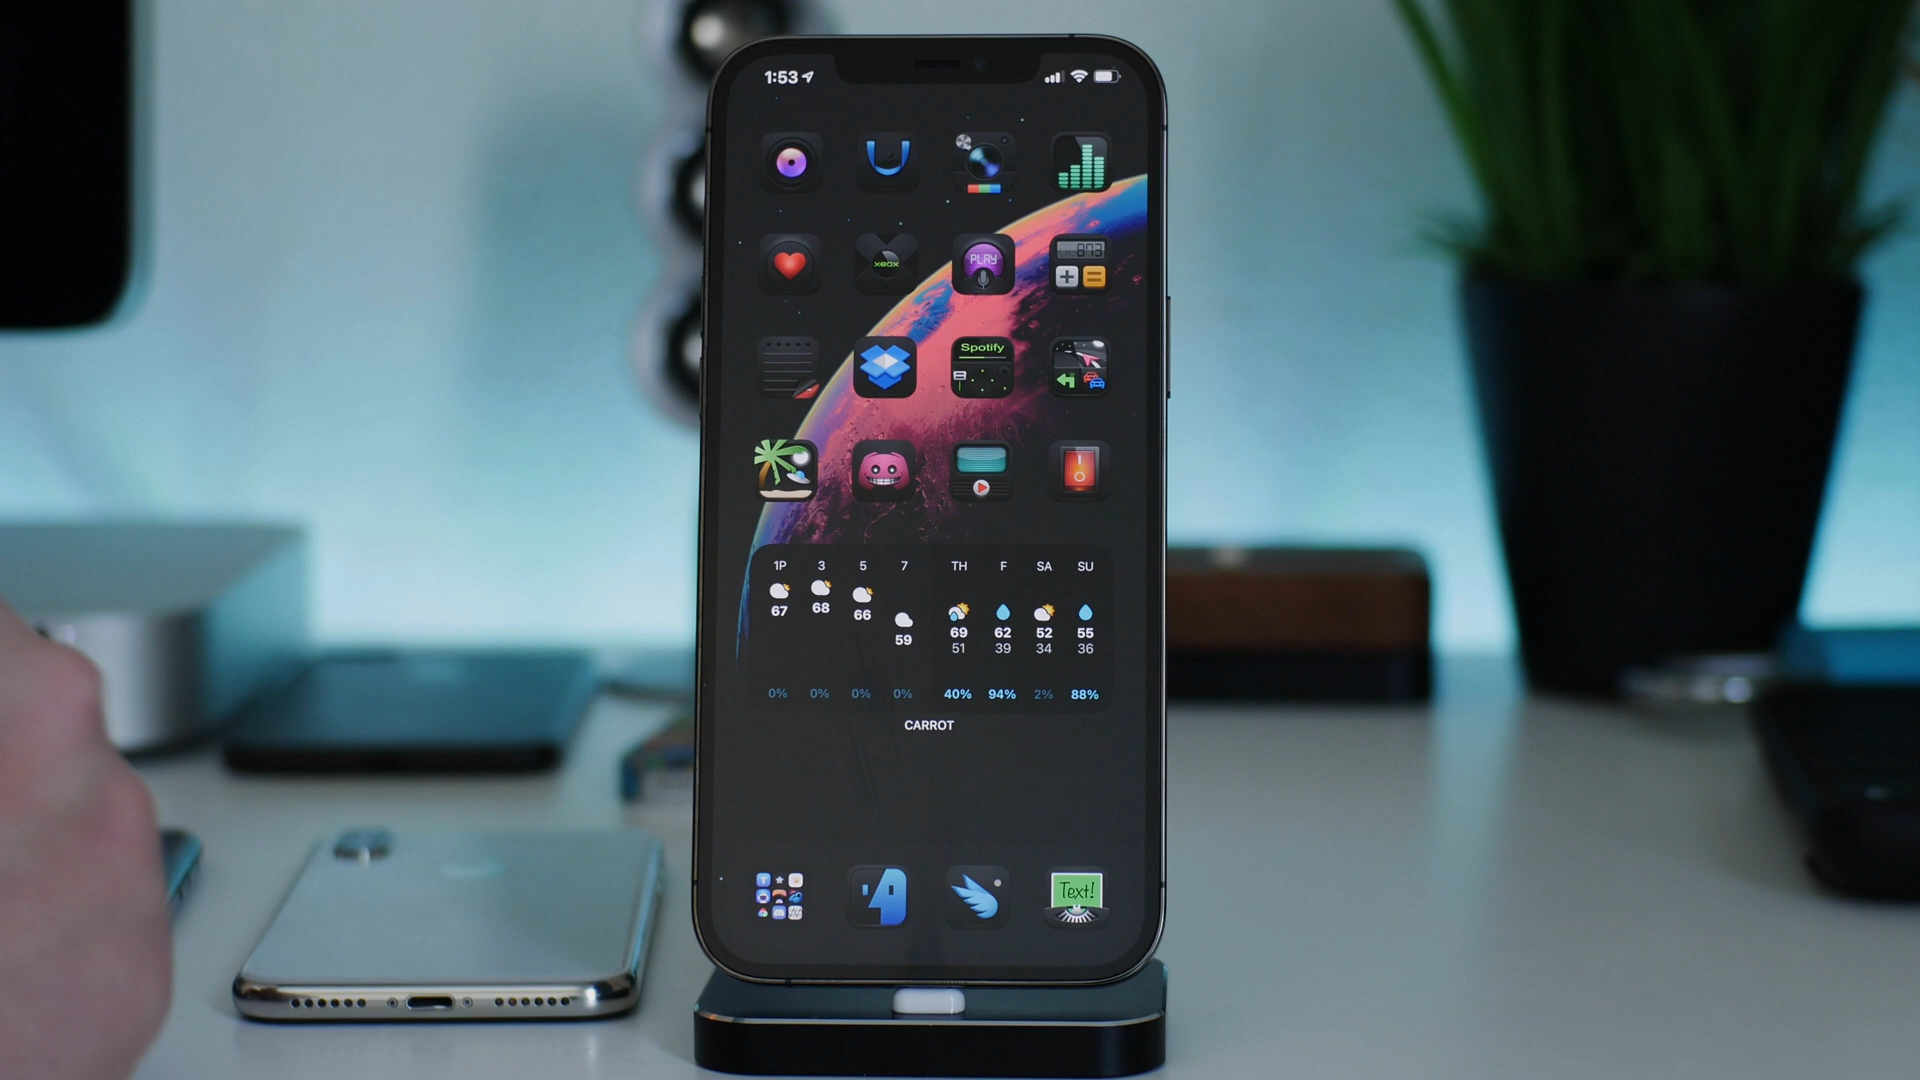 1:53
XBOX
PLAY
Spotify
1P 3 5 7 TH F SA SU
67 68 66 59 69 62 52 55
51 39 34 36
0% 0% 0% 0% 40% 94% 2% 88%
CARROT
Text!